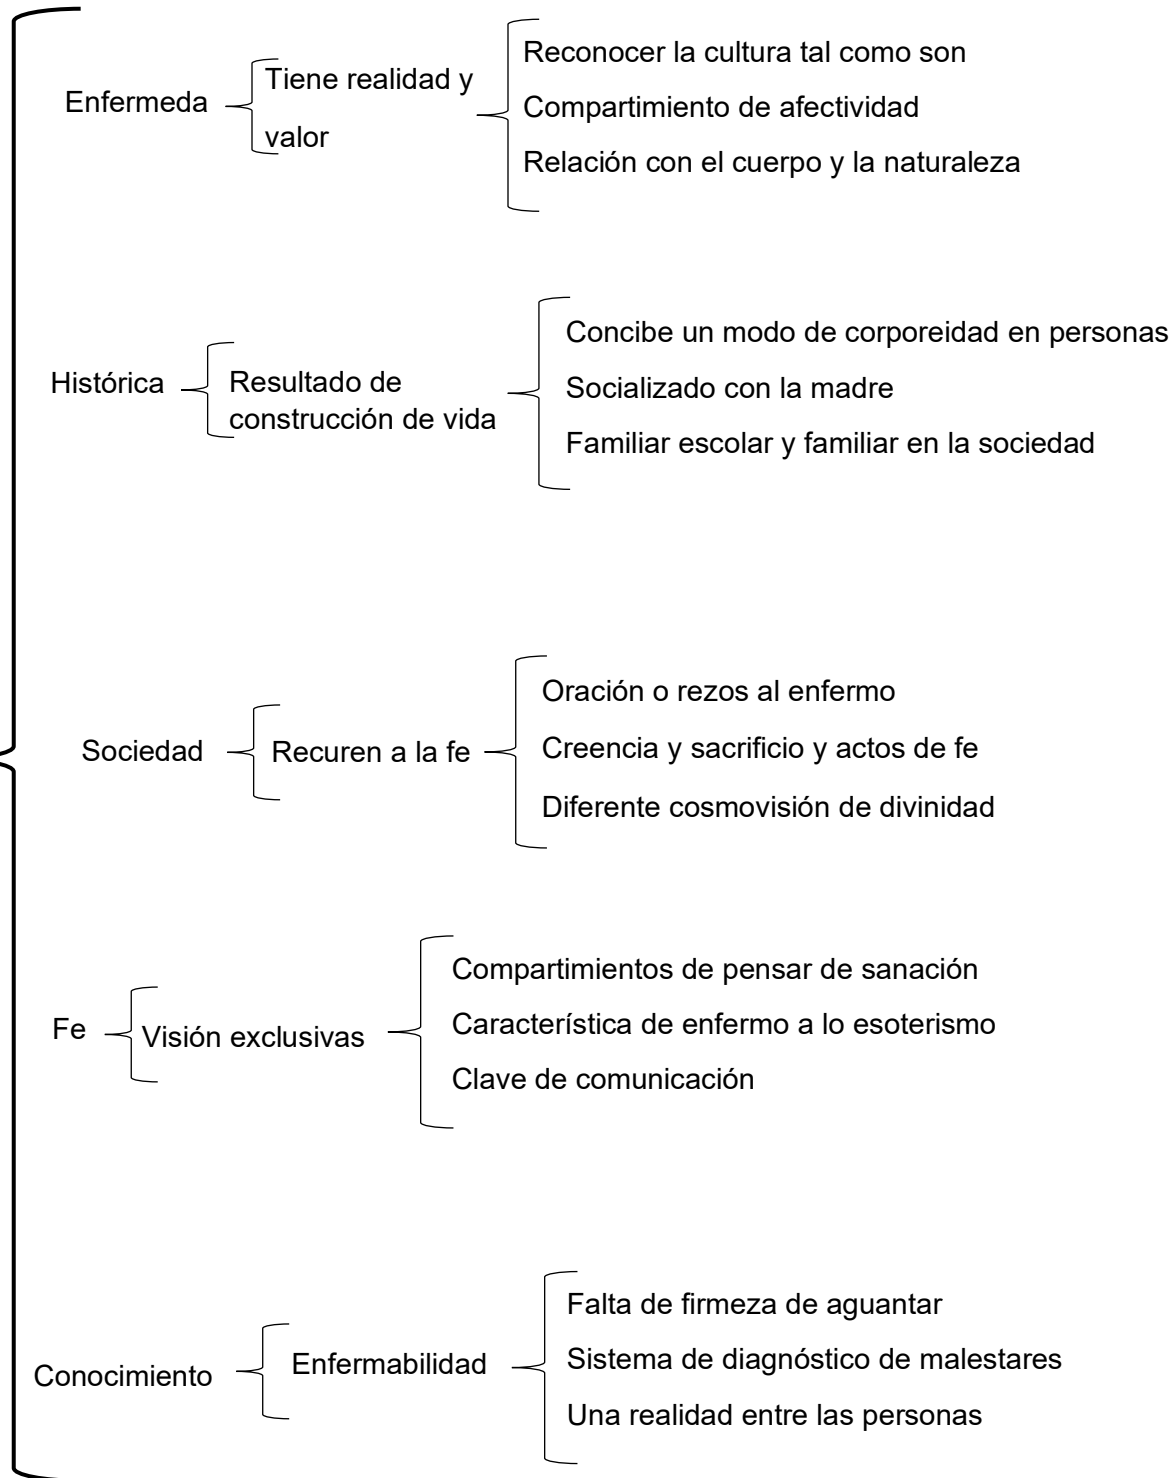 Enfermeda
Tiene realidad y
valor
Reconocer la cultura tal como son
Compartimiento de afectividad
Relación con el cuerpo y la naturaleza
Histórica
Resultado de
construcción de vida
Concibe un modo de corporeidad en personas
Socializado con la madre
Familiar escolar y familiar en la sociedad
Sociedad
Recuren a la fe
Oración o rezos al enfermo
Creencia y sacrificio y actos de fe
Diferente cosmovisión de divinidad
Fe
Visión exclusivas
Compartimientos de pensar de sanación
Característica de enfermo a lo esoterismo
Clave de comunicación
Conocimiento
Enfermabilidad
Falta de firmeza de aguantar
Sistema de diagnóstico de malestares
Una realidad entre las personas